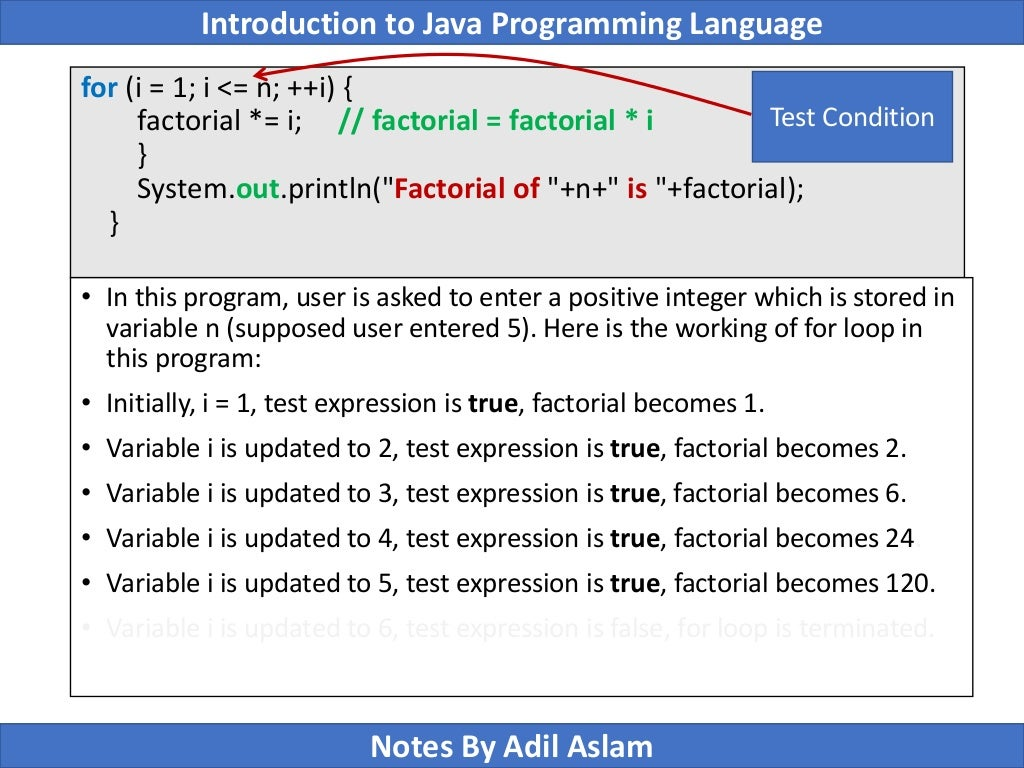 Introduction to Java Programming Language
for (i = 1; i <= n; ++i) {
factorial *= i; // factorial = factorial * i
}
System.out.println("Factorial of "+n+" is "+factorial);
}
Test Condition
• In this program, user is asked to enter a positive integer which is stored in
variable n (supposed user entered 5). Here is the working of for loop in
this program:
• Initially, i = 1, test expression is true, factorial becomes 1.
• Variable i is updated to 2, test expression is true, factorial becomes 2.
• Variable i is updated to 3, test expression is true, factorial becomes 6.
• Variable i is updated to 4, test expression is true, factorial becomes 24
• Variable i is updated to 5, test expression is true, factorial becomes 120.
• Variable i is updated to 6, test expression is false, for loop is terminated.
Notes By Adil Aslam